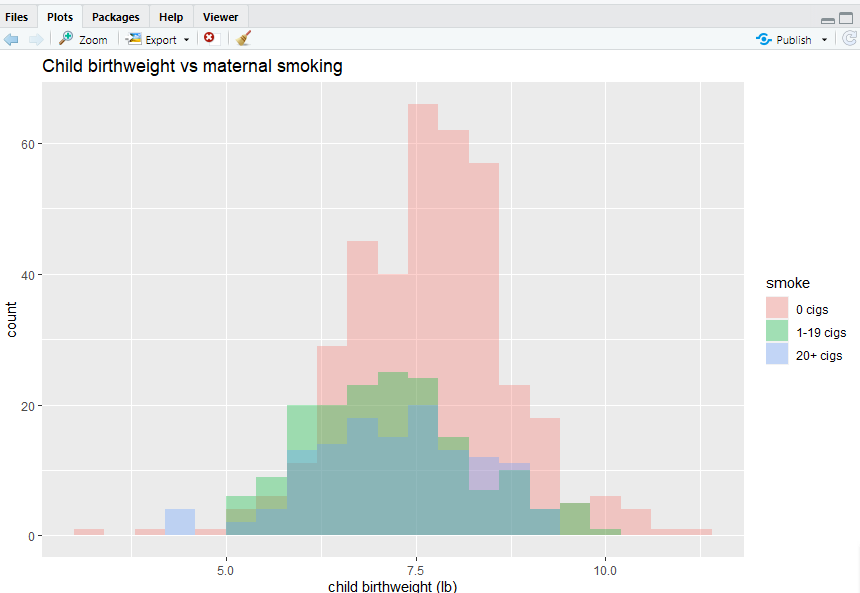 Files Plots Packages Help Viewer
Zoom Export Publish
Child birthweight vs maternal smoking
60
40
20
0
count
5.0 7.5 10.0
child birthweight (lb)
smoke
0 cigs
1-19 cigs
20+ cigs